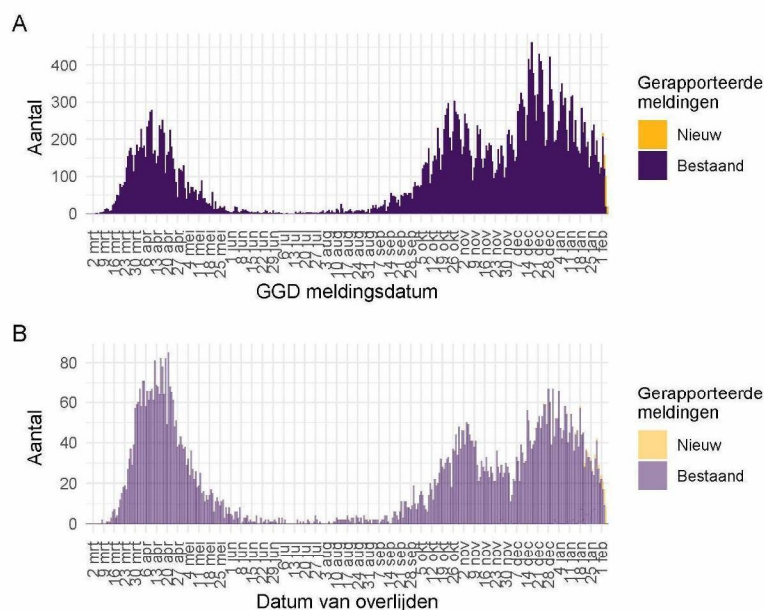 A
400
300
200
100
0
Aantal
2 mrt
9 mrt
16 mrt
23 mrt
30 mrt
6 apr
13 apr
20 apr
27 apr
4 mei
11 mei
18 mei
25 mei
1 jun
8 jun
15 jun
22 jun
29 jun
6 jul
13 jul
20 jul
27 jul
3 aug
10 aug
17 aug
24 aug
31 aug
7 sep
14 sep
21 sep
28 sep
5 okt
12 okt
19 okt
26 okt
2 nov
9 nov
16 nov
23 nov
30 nov
7 dec
14 dec
21 dec
28 dec
4 jan
11 jan
18 jan
25 jan
1 feb
GGD meldingsdatum
Gerapporteerde
meldingen
Nieuw
Bestaand
B
80
60
40
20
0
Aantal
2 mrt
9 mrt
16 mrt
23 mrt
30 mrt
6 apr
13 apr
20 apr
27 apr
4 mei
11 mei
18 mei
25 mei
1 jun
8 jun
15 jun
22 jun
29 jun
6 jul
13 jul
20 jul
27 jul
3 aug
10 aug
17 aug
24 aug
31 aug
7 sep
14 sep
21 sep
28 sep
5 okt
12 okt
19 okt
26 okt
2 nov
9 nov
16 nov
23 nov
30 nov
7 dec
14 dec
21 dec
28 dec
4 jan
11 jan
18 jan
25 jan
1 feb
Datum van overlijden
Gerapporteerde
meldingen
Nieuw
Bestaand